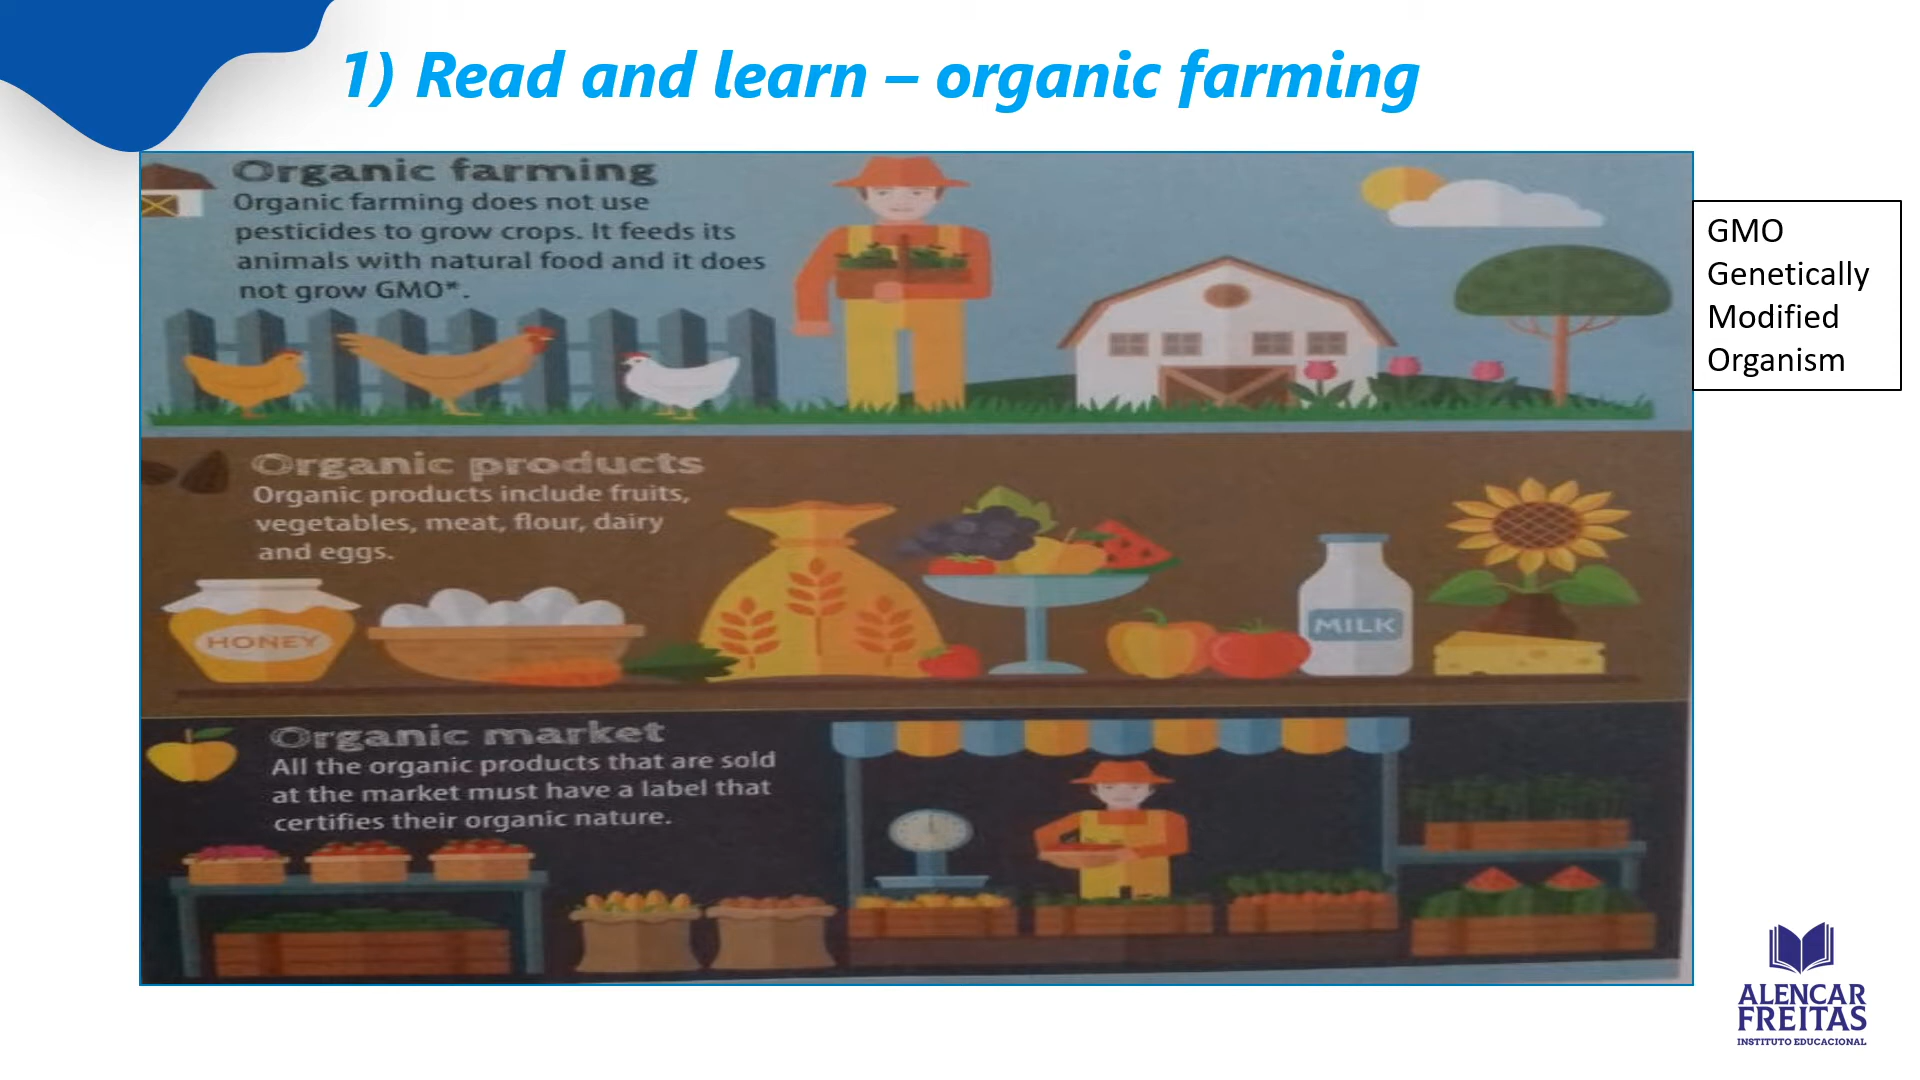 1) Read and learn – organic farming
Organic farming
Organic farming does not use
pesticides to grow crops. It feeds its
animals with natural food and it does
not grow GMO*.
GMO
Genetically
Modified
Organism
Organic products
Organic products include fruits,
vegetables, meat, flour, dairy
and eggs.
HONEY
MILK
Organic market
All the organic products that are sold
at the market must have a label that
certifies their organic nature.
ALENCAR
FREITAS
INSTITUTO EDUCACIONAL